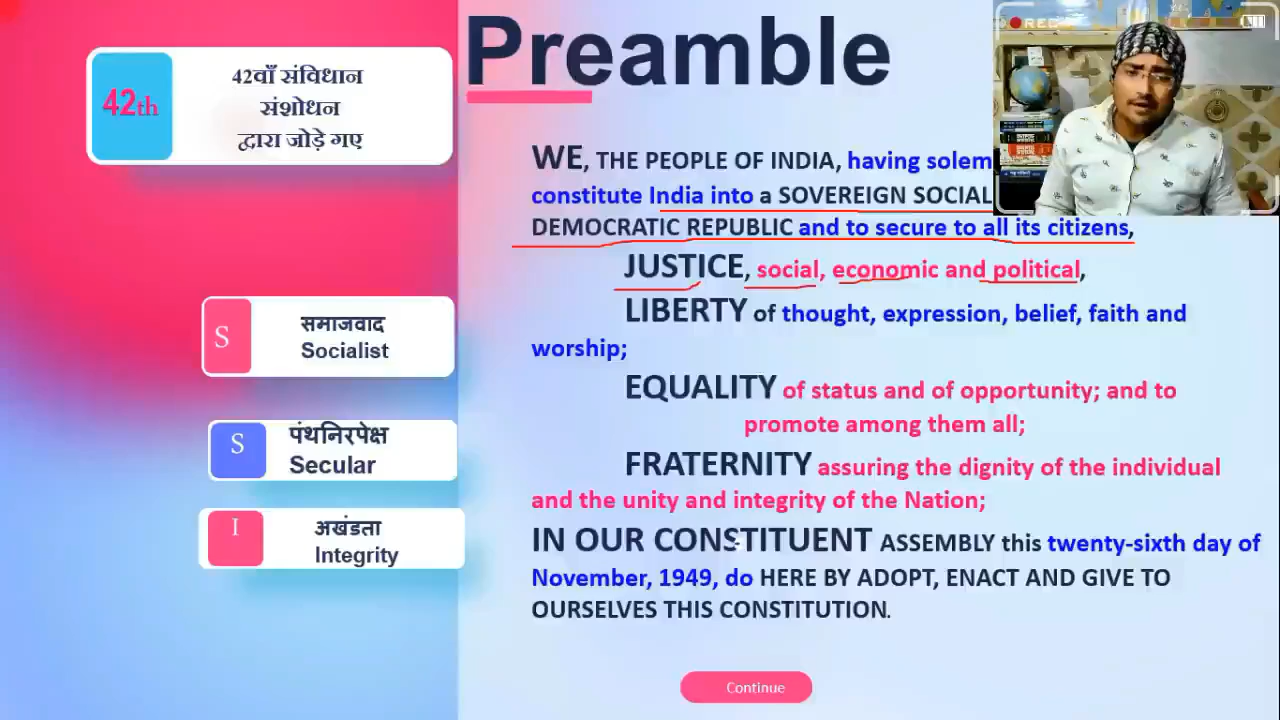 Preamble
42th
42वाँ संविधान
संशोधन
द्वारा जोड़े गए
REC
WE, THE PEOPLE OF INDIA, having solem
constitute India into a SOVEREIGN SOCIAL
DEMOCRATIC REPUBLIC and to secure to all its citizens,
JUSTICE, social, economic and political,
LIBERTY of thought, expression, belief, faith and
worship;
EQUALITY of status and of opportunity; and to
promote among them all;
FRATERNITY assuring the dignity of the individual
and the unity and integrity of the Nation;
IN OUR CONSTITUENT ASSEMBLY this twenty-sixth day of
November, 1949, do HERE BY ADOPT, ENACT AND GIVE TO
OURSELVES THIS CONSTITUTION.
S
समाजवाद
Socialist
S
पंथनिरपेक्ष
Secular
I
अखंडता
Integrity
Continue